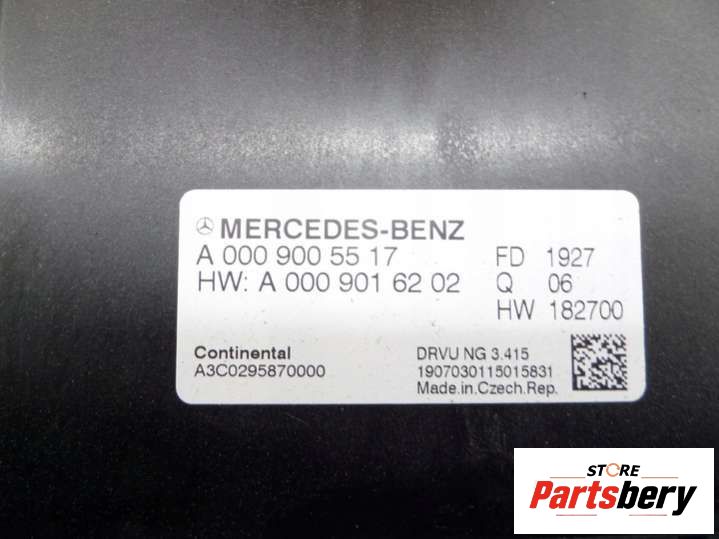 MERCEDES-BENZ
A 000 900 55 17 FD 1927
HW: A 000 901 62 02 Q 06
HW 182700
Continental DRVU NG 3.415
A3C0295870000 1907030115015831
Made.in.Czech.Rep.
STORE
Partsbery